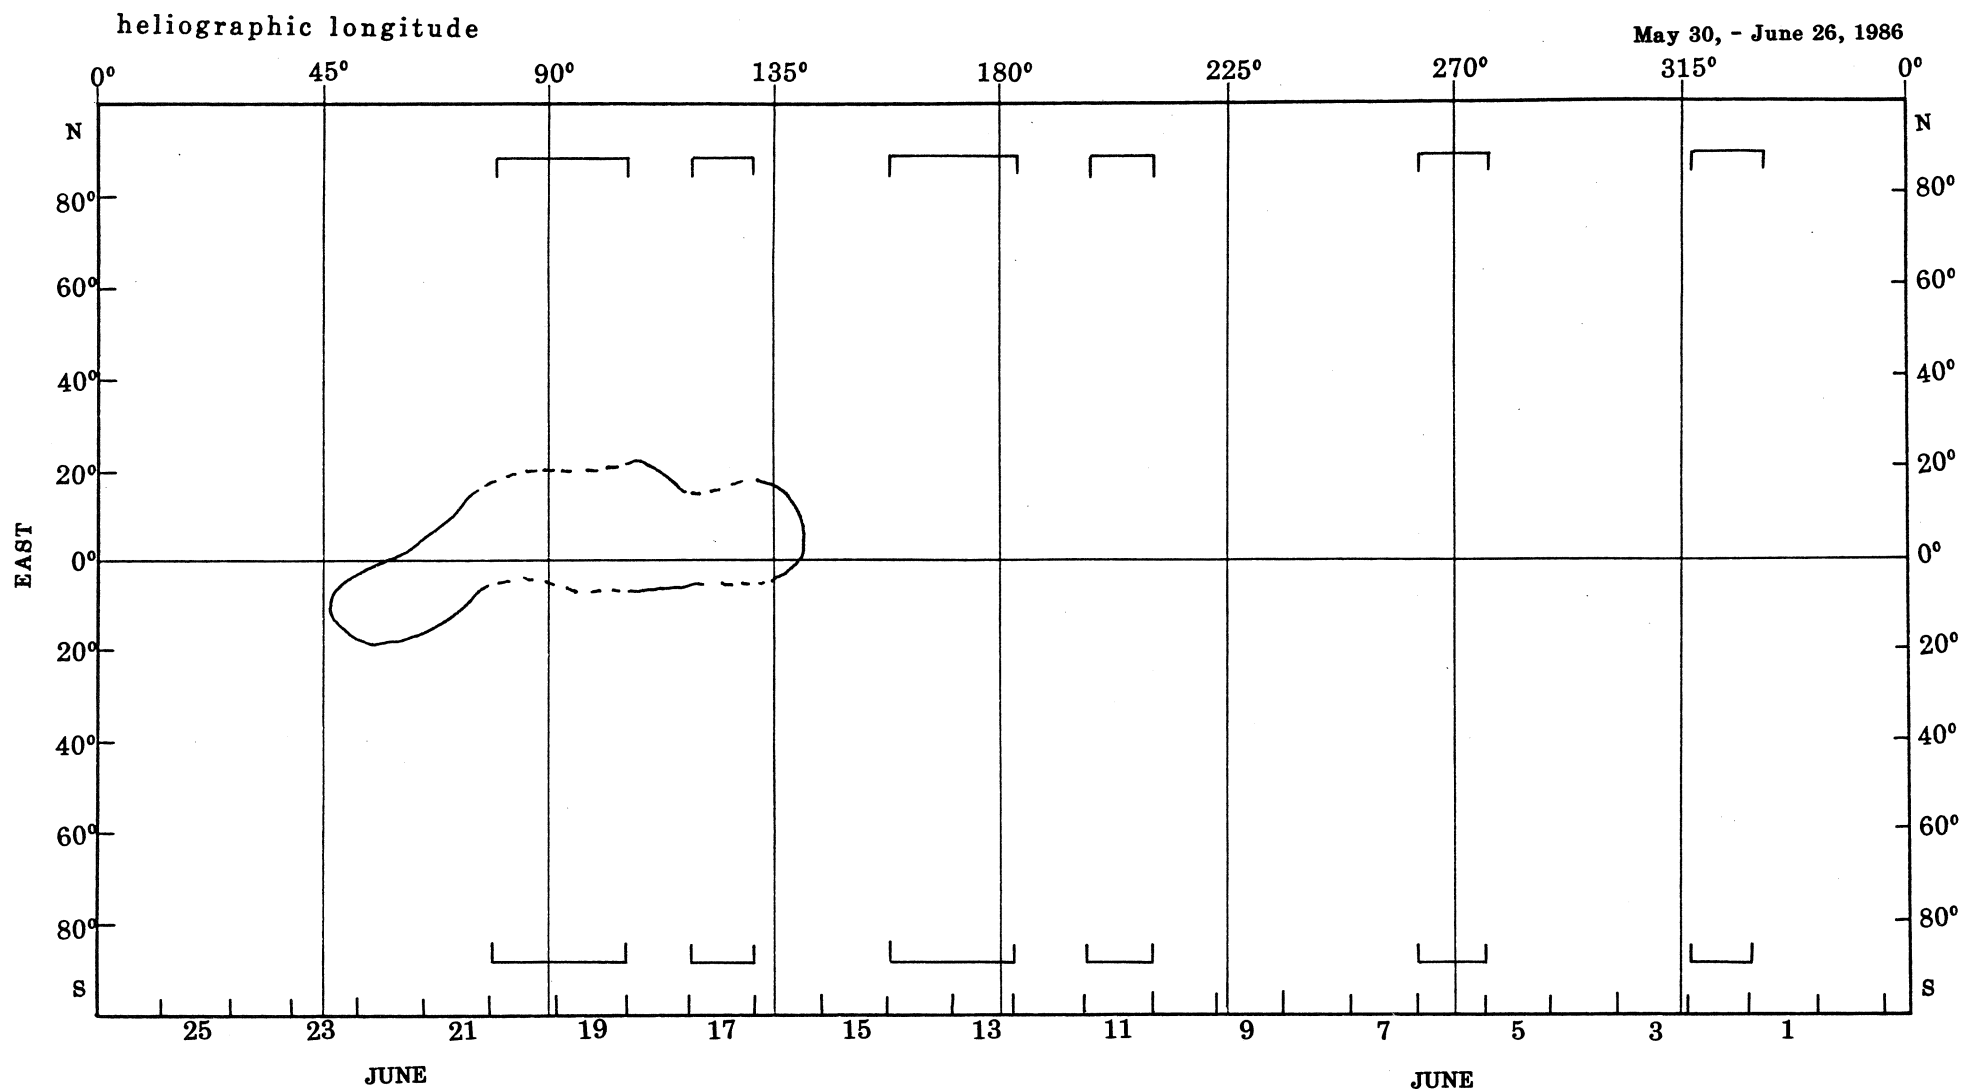 heliographic longitude
May 30, - June 26, 1986
0° 45° 90° 135° 180° 225° 270° 315° 0°
N N
80° 80°
60° 60°
40° 40°
20° 20°
EAST
0° 0°
20° 20°
40° 40°
60° 60°
80° 80°
S S
25 23 21 19 17 15 13 11 9 7 5 3 1
JUNE JUNE